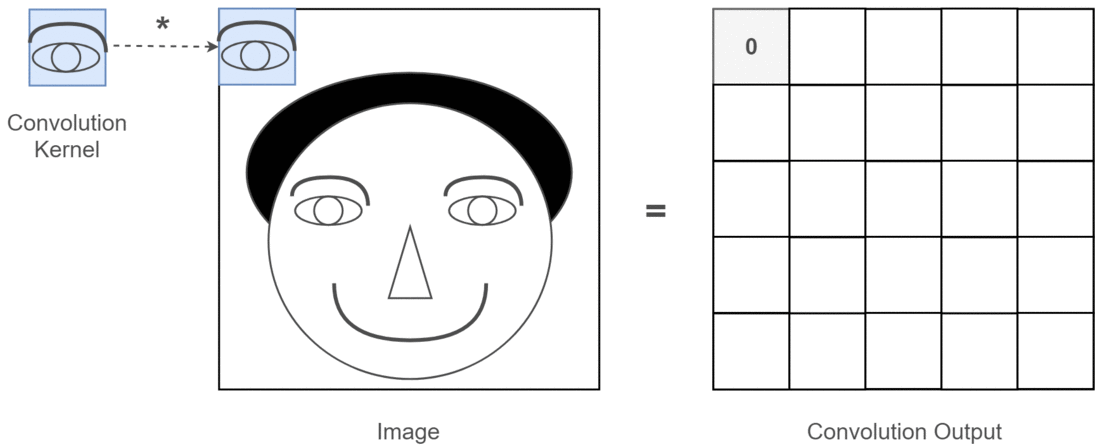 *
Convolution
Kernel
=
0
Image
Convolution Output